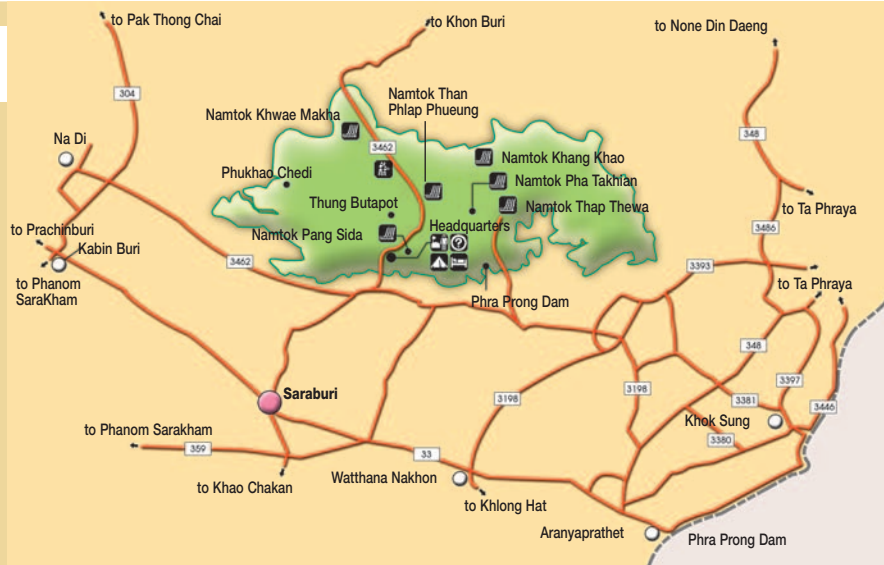 to Pak Thong Chai
to Khon Buri
to None Din Daeng
304
Namtok Than
Phlap Phueung
Namtok Khwae Makha
348
Na Di
3462
Namtok Khang Khao
Phukhao Chedi
Namtok Pha Takhian
Thung Butapot
Namtok Thap Thewa
to Ta Phraya
Headquarters
3486
to Prachinburi
Namtok Pang Sida
Kabin Buri
3462
3393
to Phanom
SaraKham
to Ta Phraya
Phra Prong Dam
348
3397
3198
3198
Saraburi
3381
3446
Khok Sung
to Phanom Sarakham
3380
359
33
to Khao Chakan
Watthana Nakhon
to Khlong Hat
Aranyaprathet
Phra Prong Dam